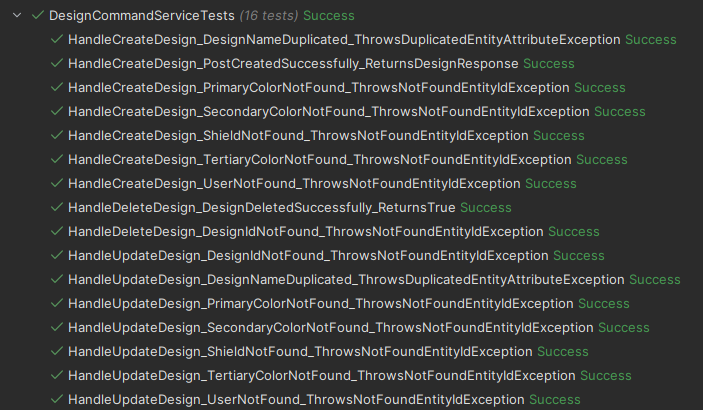 DesignCommandServiceTests (16 tests) Success
HandleCreateDesign_DesignNameDuplicated_ThrowsDuplicatedEntityAttributeException Success
HandleCreateDesign_PostCreatedSuccessfully_ReturnsDesignResponse Success
HandleCreateDesign_PrimaryColorNotFound_ThrowsNotFoundEntityIdException Success
HandleCreateDesign_SecondaryColorNotFound_ThrowsNotFoundEntityIdException Success
HandleCreateDesign_ShieldNotFound_ThrowsNotFoundEntityIdException Success
HandleCreateDesign_TertiaryColorNotFound_ThrowsNotFoundEntityIdException Success
HandleCreateDesign_UserNotFound_ThrowsNotFoundEntityIdException Success
HandleDeleteDesign_DesignDeletedSuccessfully_ReturnsTrue Success
HandleDeleteDesign_DesignIdNotFound_ThrowsNotFoundEntityIdException Success
HandleUpdateDesign_DesignIdNotFound_ThrowsNotFoundEntityIdException Success
HandleUpdateDesign_DesignNameDuplicated_ThrowsDuplicatedEntityAttributeException Success
HandleUpdateDesign_PrimaryColorNotFound_ThrowsNotFoundEntityIdException Success
HandleUpdateDesign_SecondaryColorNotFound_ThrowsNotFoundEntityIdException Success
HandleUpdateDesign_ShieldNotFound_ThrowsNotFoundEntityIdException Success
HandleUpdateDesign_TertiaryColorNotFound_ThrowsNotFoundEntityIdException Success
HandleUpdateDesign_UserNotFound_ThrowsNotFoundEntityIdException Success